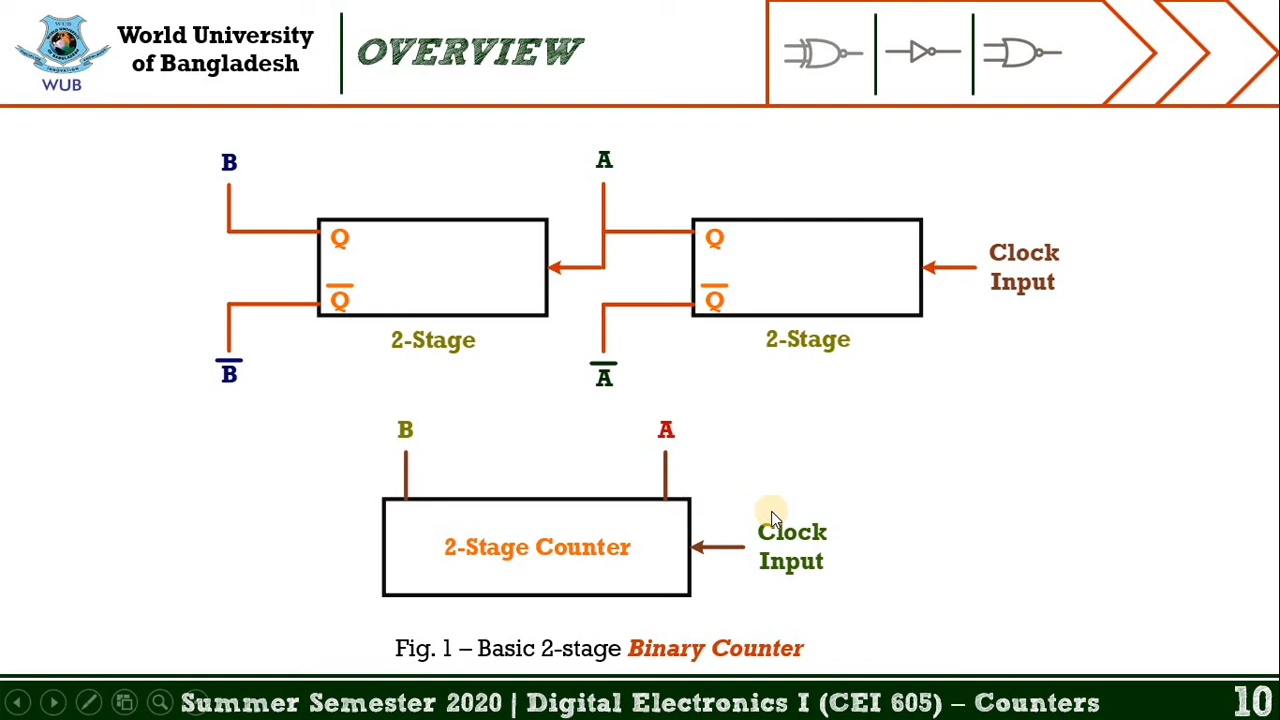 World University
of Bangladesh
WUB
OVERVIEW
B
A
Q
Q
Clock
Input
Q̅
Q̅
2-Stage
2-Stage
B̅
A̅
B
A
2-Stage Counter
Clock
Input
Fig. 1 – Basic 2-stage Binary Counter
Summer Semester 2020 | Digital Electronics I (CEI 605) – Counters
10